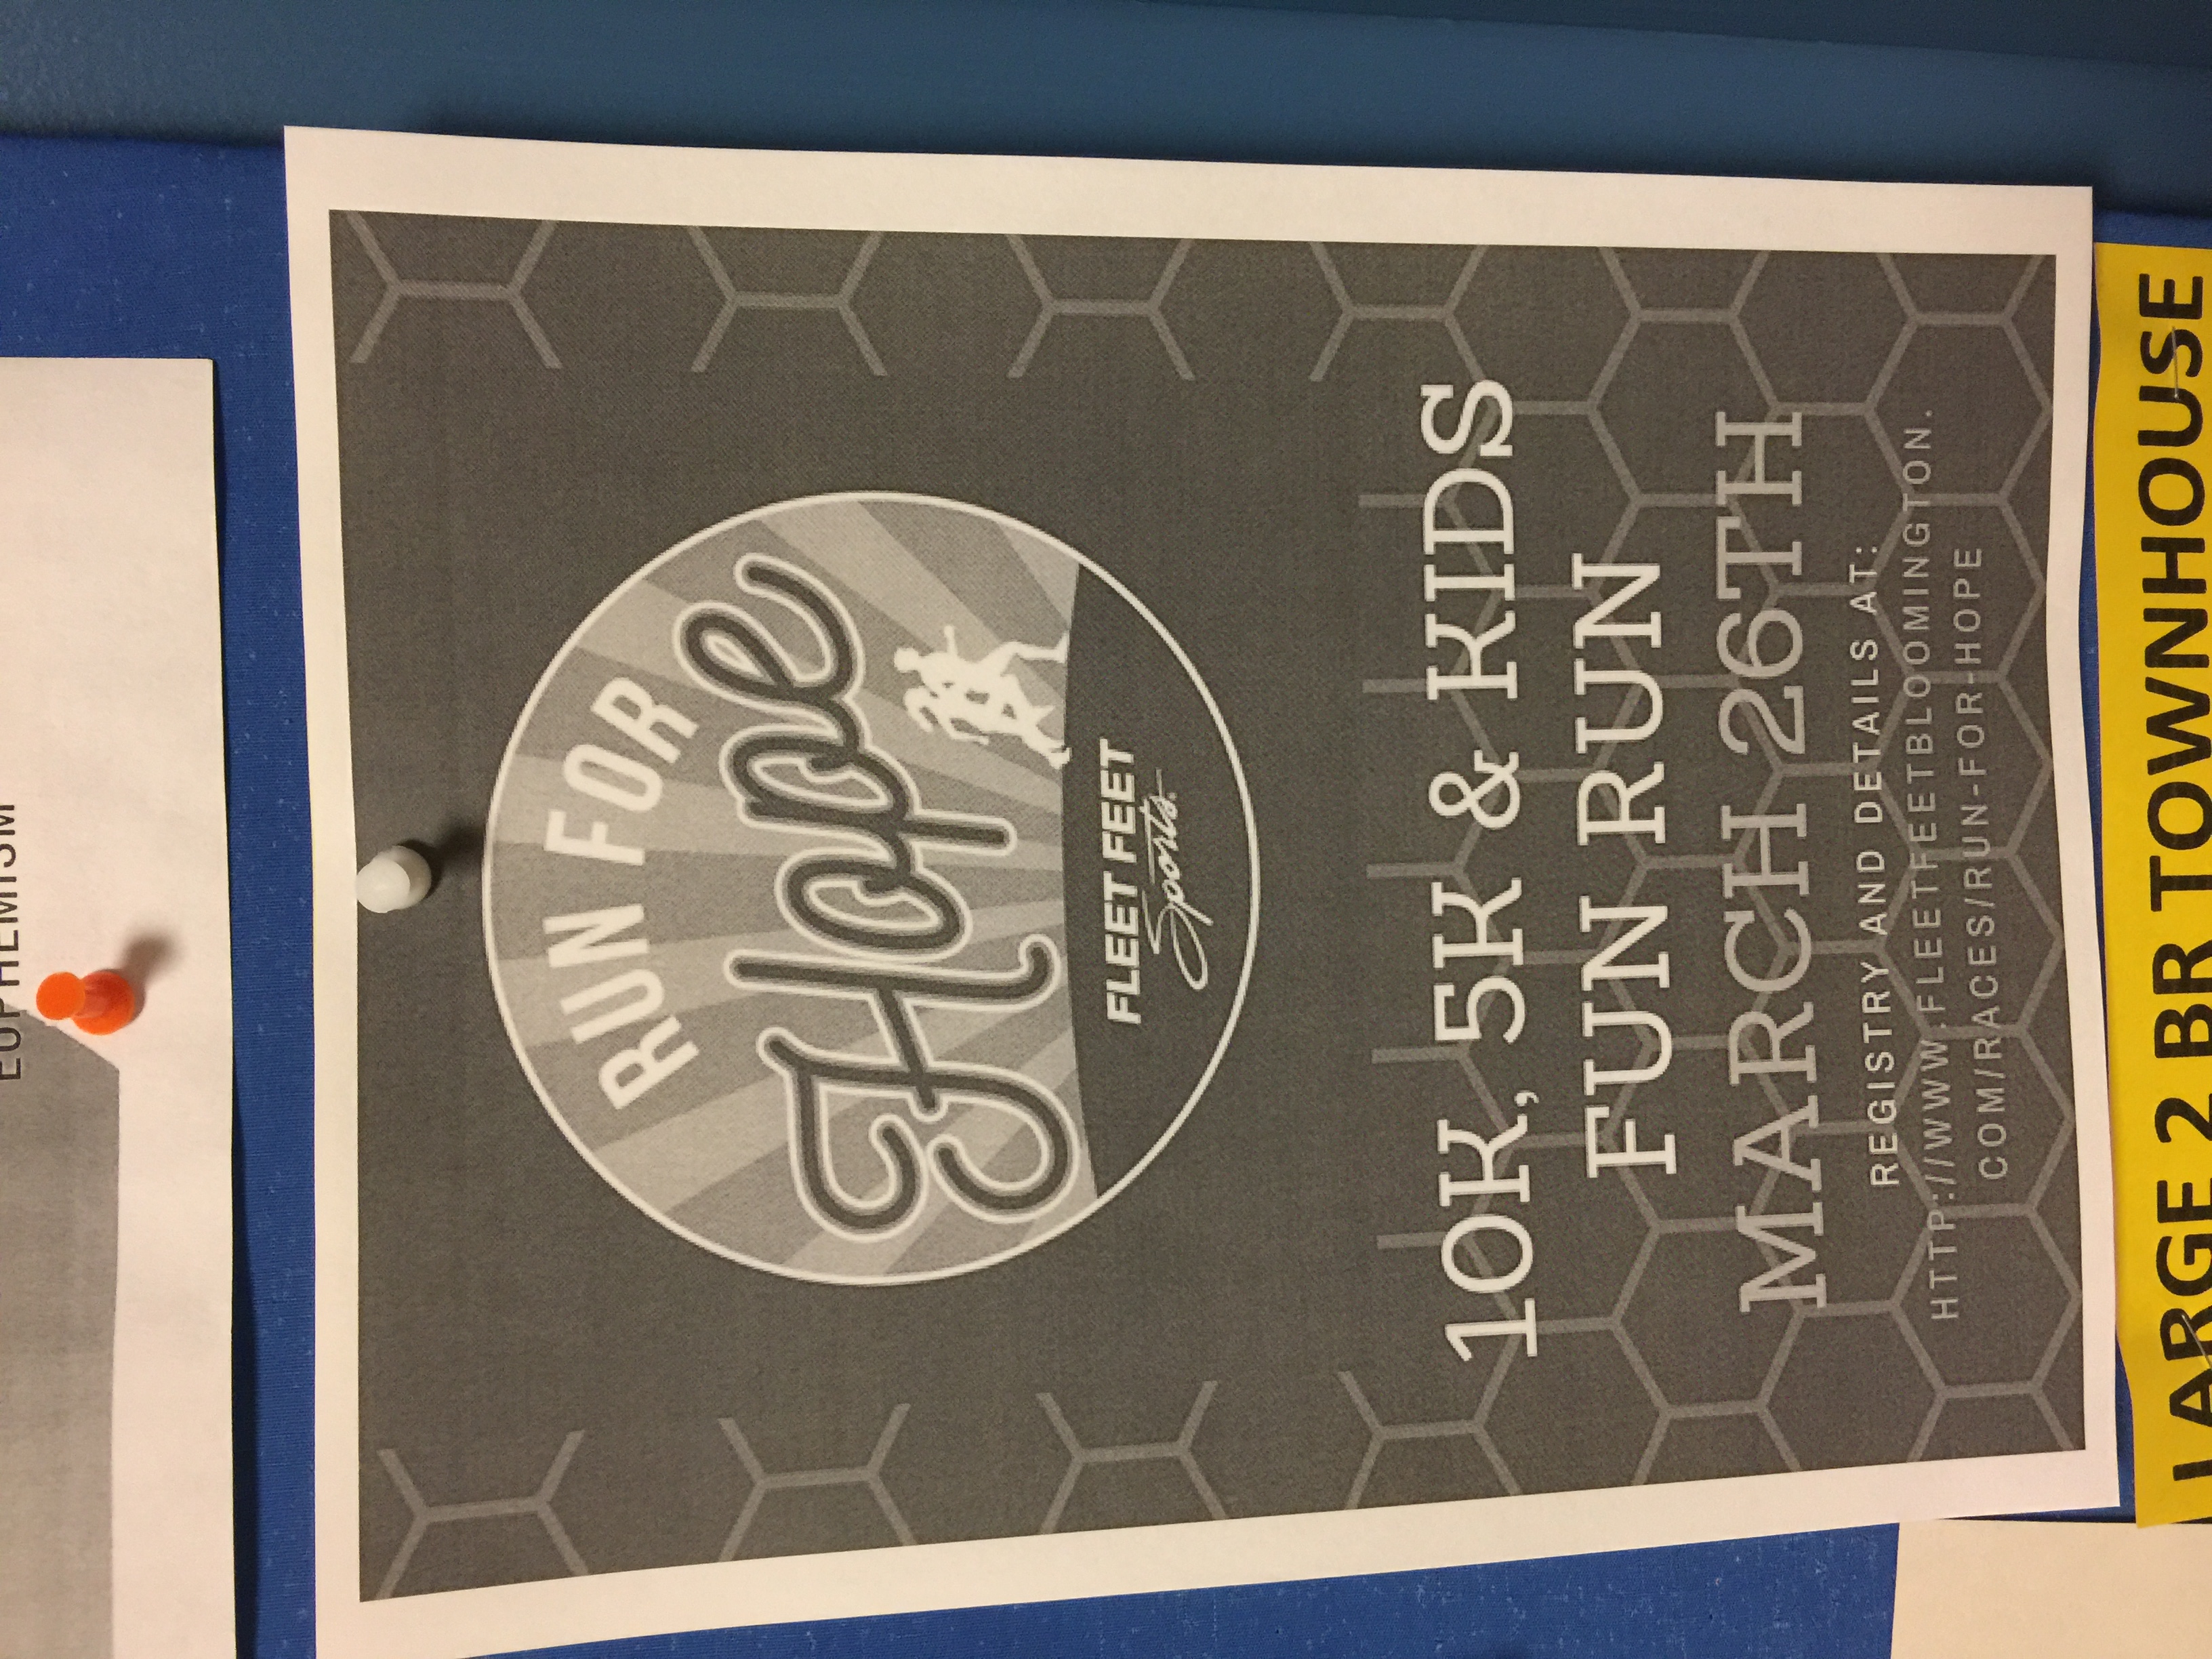 EUPHEMISM
RUN FOR
Hope
FLEET FEET
Sports
10K, 5K & KIDS
FUN RUN
MARCH 26TH
REGISTRY AND DETAILS AT:
HTTP://WWW.FLEETFEETBLOOMINGTON.
COM/RACES/RUN-FOR-HOPE
LARGE 2 BR TOWNHOUSE